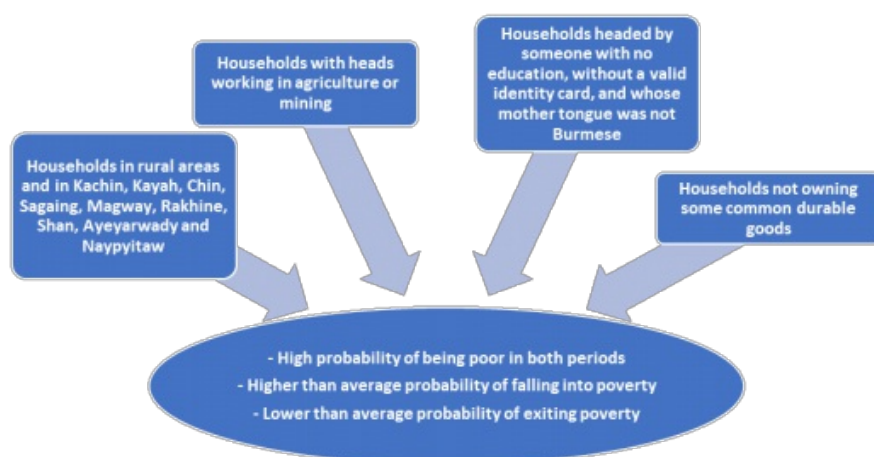 Households in rural areas
and in Kachin, Kayah, Chin,
Sagaing, Magway, Rakhine,
Shan, Ayeyarwady and
Naypyitaw
Households with heads
working in agriculture or
mining
Households headed by
someone with no
education, without a valid
identity card, and whose
mother tongue was not
Burmese
Households not owning
some common durable
goods
- High probability of being poor in both periods
- Higher than average probability of falling into poverty
- Lower than average probability of exiting poverty